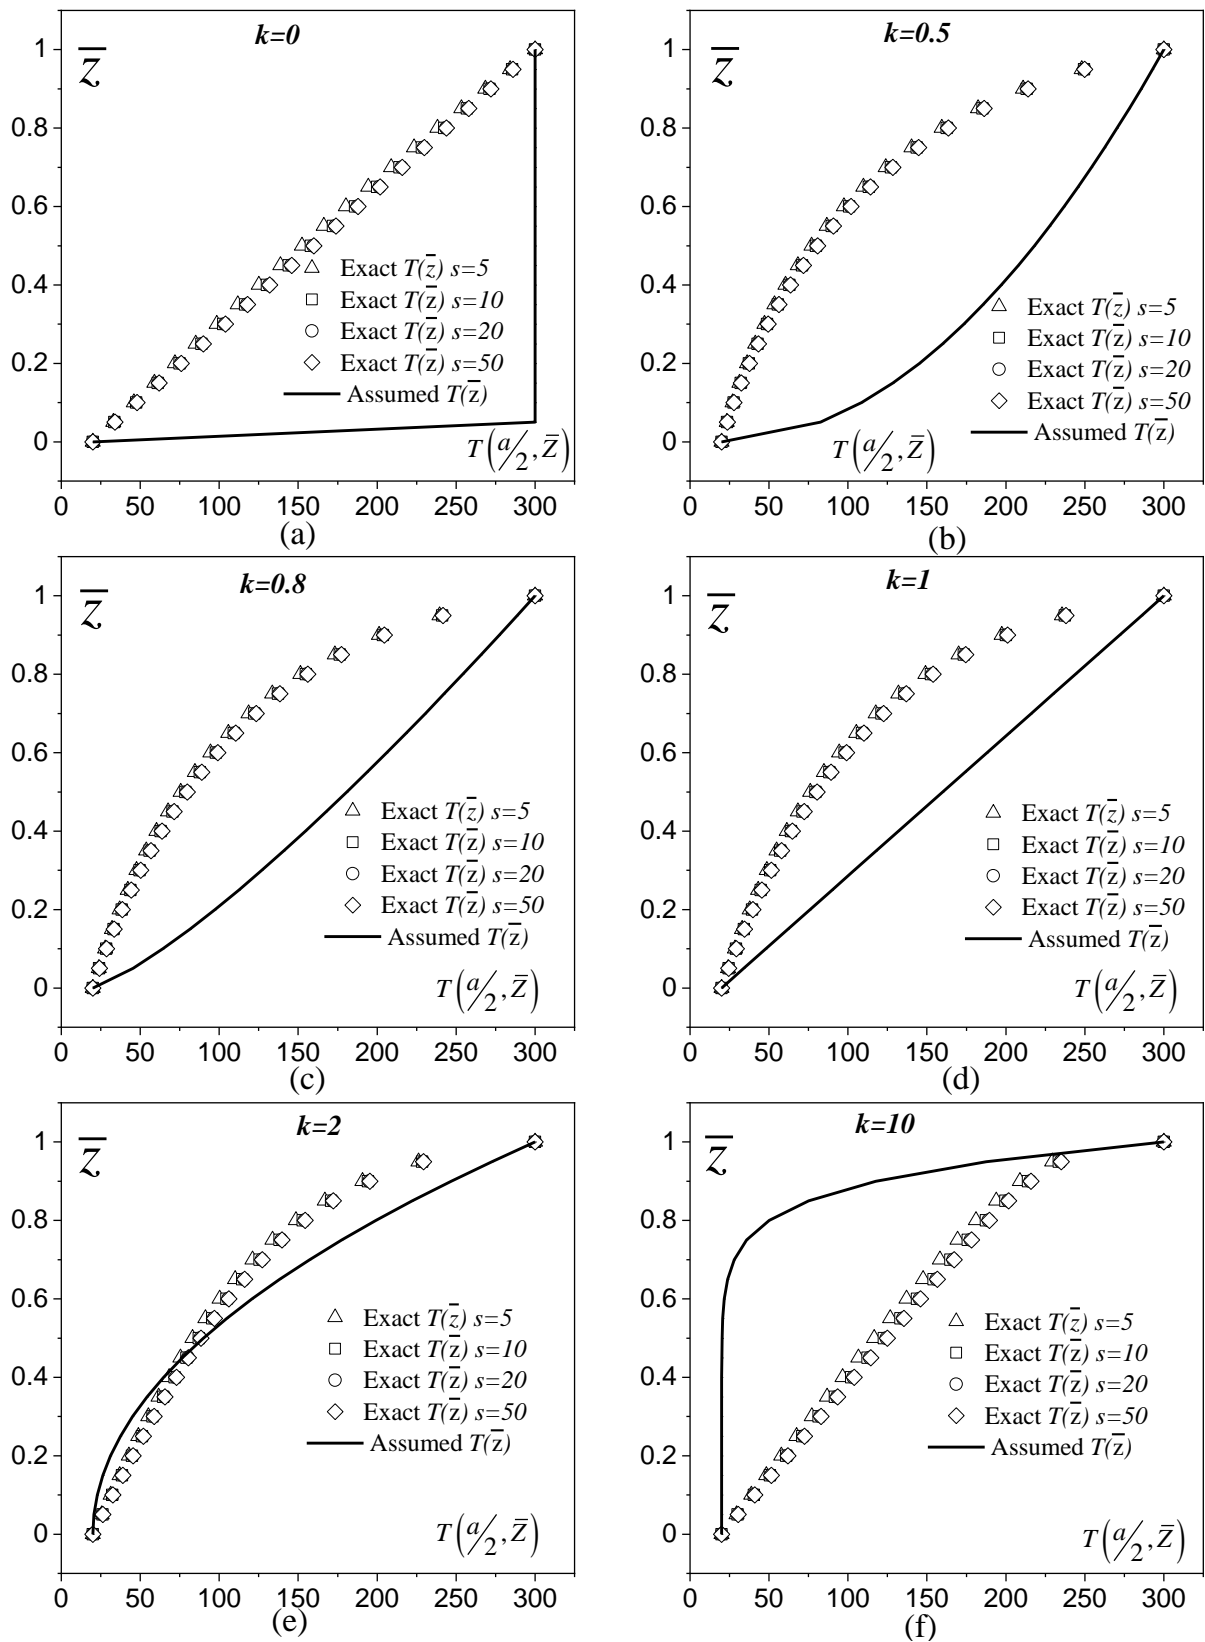 k=0
z̅
1
0.8
0.6
0.4
0.2
0
Exact T(z̅) s=5
Exact T(z̅) s=10
Exact T(z̅) s=20
Exact T(z̅) s=50
Assumed T(z̅)
T(a/2, Z̅)
0 50 100 150 200 250 300
(a)
k=0.5
z̅
1
0.8
0.6
0.4
0.2
0
Exact T(z̅) s=5
Exact T(z̅) s=10
Exact T(z̅) s=20
Exact T(z̅) s=50
Assumed T(z̅)
T(a/2, Z̅)
0 50 100 150 200 250 300
(b)
k=0.8
z̅
1
0.8
0.6
0.4
0.2
0
Exact T(z̅) s=5
Exact T(z̅) s=10
Exact T(z̅) s=20
Exact T(z̅) s=50
Assumed T(z̅)
T(a/2, Z̅)
0 50 100 150 200 250 300
(c)
k=1
z̅
1
0.8
0.6
0.4
0.2
0
Exact T(z̅) s=5
Exact T(z̅) s=10
Exact T(z̅) s=20
Exact T(z̅) s=50
Assumed T(z̅)
T(a/2, Z̅)
0 50 100 150 200 250 300
(d)
k=2
z̅
1
0.8
0.6
0.4
0.2
0
Exact T(z̅) s=5
Exact T(z̅) s=10
Exact T(z̅) s=20
Exact T(z̅) s=50
Assumed T(z̅)
T(a/2, Z̅)
0 50 100 150 200 250 300
(e)
k=10
z̅
1
0.8
0.6
0.4
0.2
0
Exact T(z̅) s=5
Exact T(z̅) s=10
Exact T(z̅) s=20
Exact T(z̅) s=50
Assumed T(z̅)
T(a/2, Z̅)
0 50 100 150 200 250 300
(f)